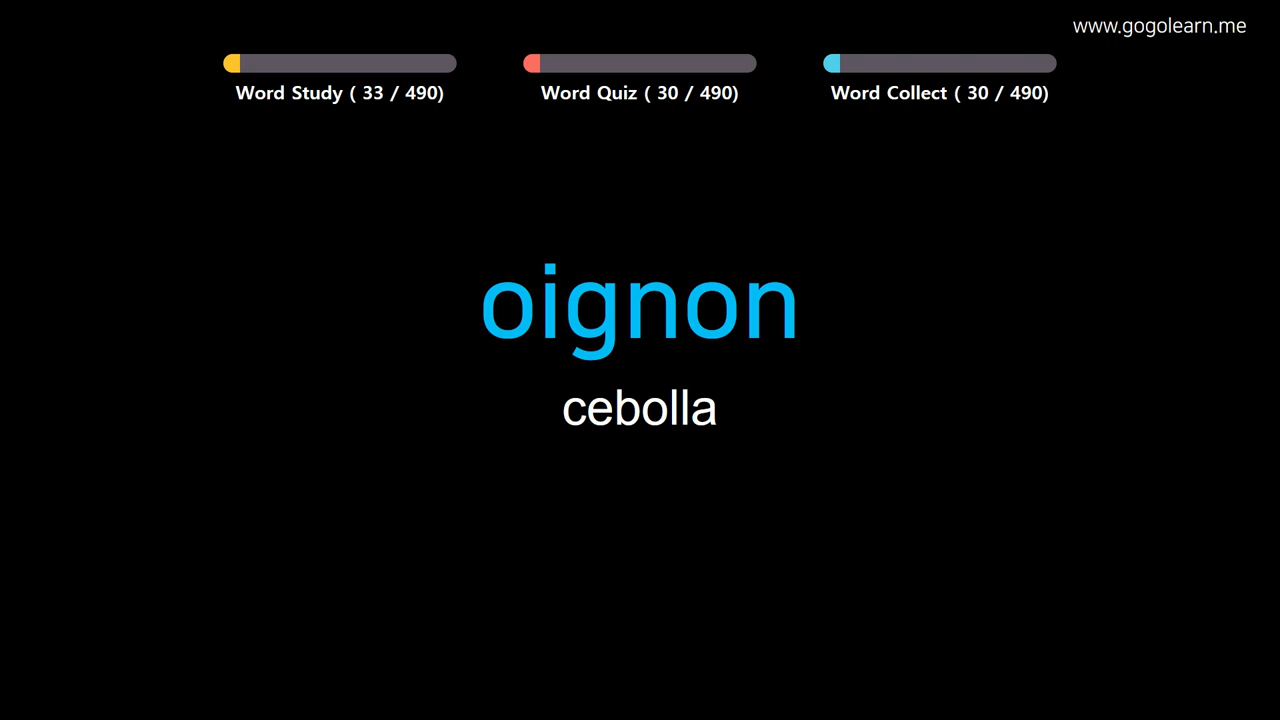 www.gogolearn.me
Word Study ( 33 / 490)
Word Quiz ( 30 / 490)
Word Collect ( 30 / 490)
oignon
cebolla